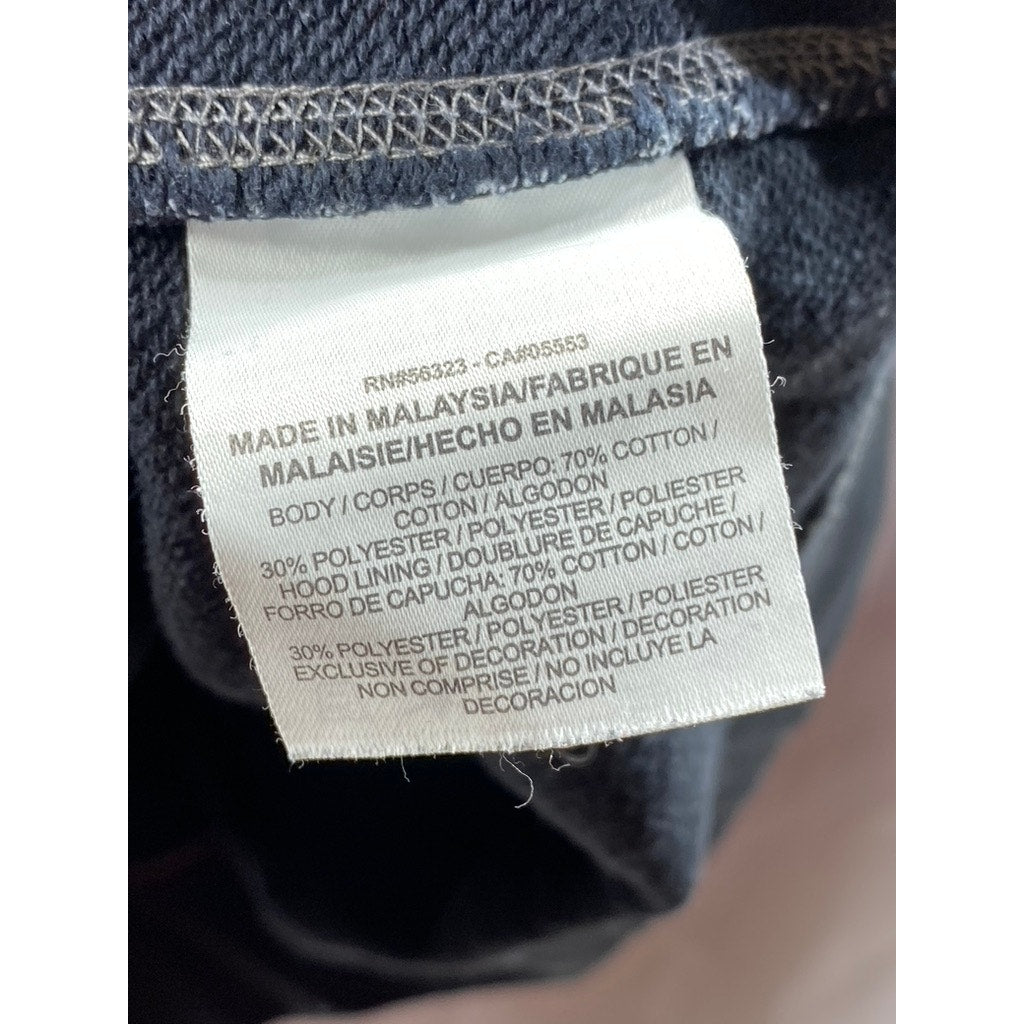 RN#56323 - CA#05553
MADE IN MALAYSIA/FABRIQUE EN
MALAISIE/HECHO EN MALASIA
BODY / CORPS / CUERPO: 70% COTTON /
COTON / ALGODON
30% POLYESTER / POLYESTER / POLIESTER
HOOD LINING / DOUBLURE DE CAPUCHE /
FORRO DE CAPUCHA: 70% COTTON / COTON /
ALGODON
30% POLYESTER / POLYESTER / POLIESTER
EXCLUSIVE OF DECORATION / DECORATION
NON COMPRISE / NO INCLUYE LA
DECORACION